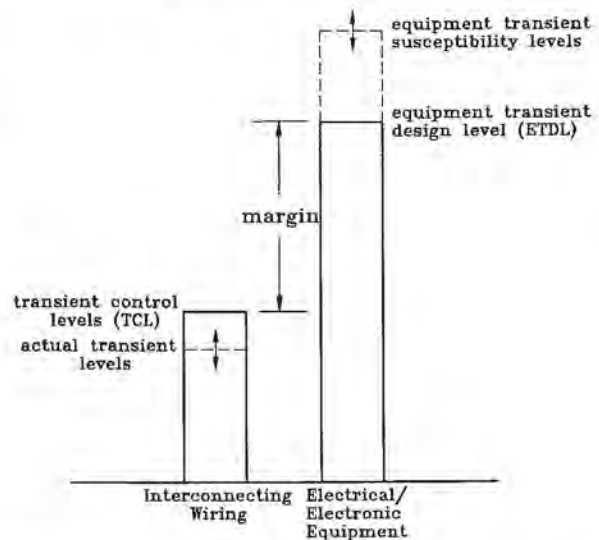 equipment transient
susceptibility levels
equipment transient
design level (ETDL)
margin
transient control
levels (TCL)
actual transient
levels
Interconnecting
Wiring
Electrical/
Electronic
Equipment